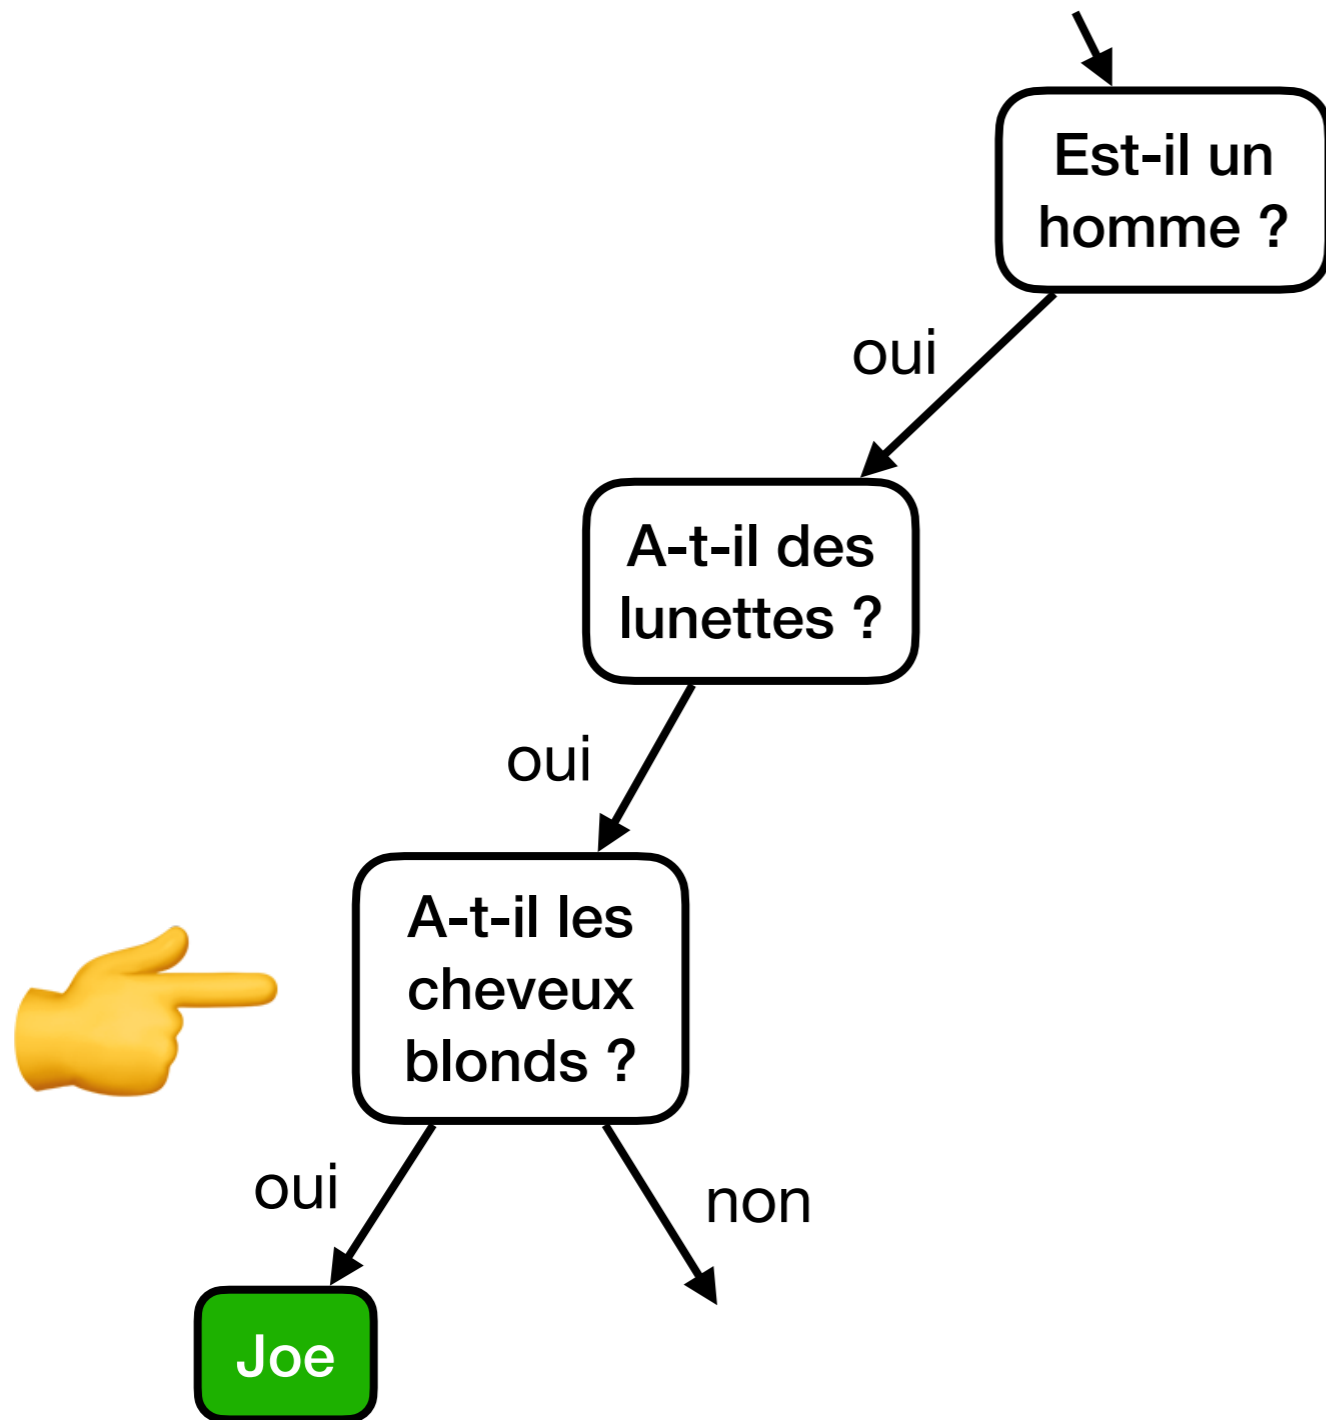 Est-il un
homme ?
oui
A-t-il des
lunettes ?
oui
A-t-il les
cheveux
blonds ?
oui
non
Joe